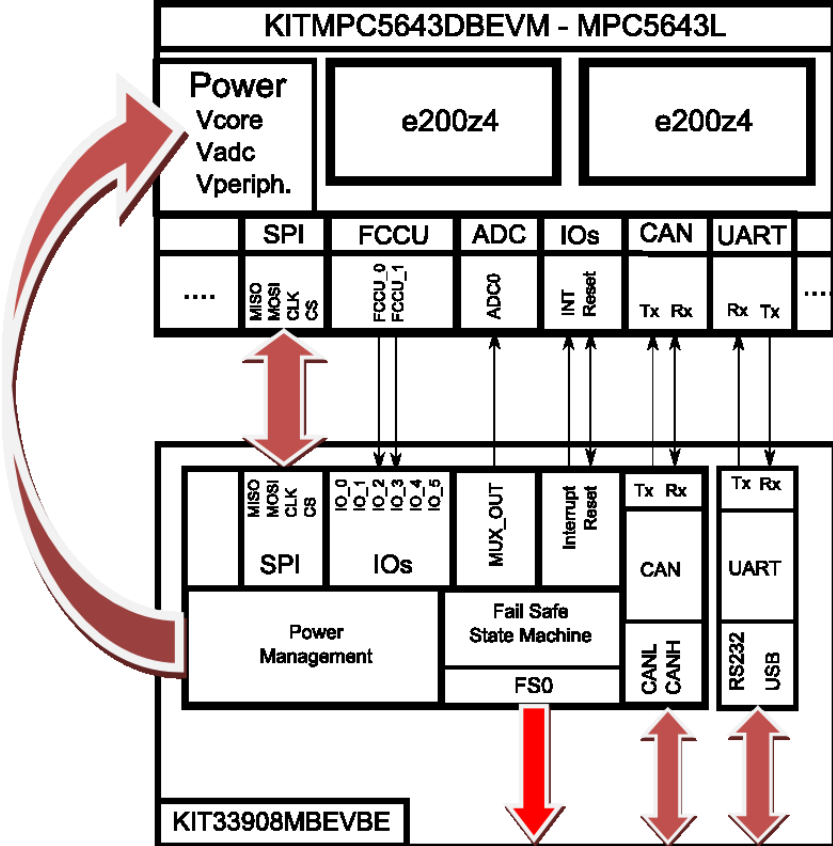 KITMPC5643DBEVM - MPC5643L
Power
Vcore
Vadc
Vperiph.
e200z4
e200z4
SPI
FCCU
ADC
IOs
CAN
UART
....
MISO
MOSI
CLK
CS
FCCU_0
FCCU_1
ADC0
INT
Reset
Tx Rx
Rx Tx
....
MISO
MOSI
CLK
CS
SPI
IO_0
IO_1
IO_2
IO_3
IO_4
IO_5
IOs
MUX_OUT
Interrupt
Reset
Tx Rx
CAN
CANL
CANH
Tx Rx
UART
RS232
USB
Power
Management
Fail Safe
State Machine
FS0
KIT33908MBEVBE